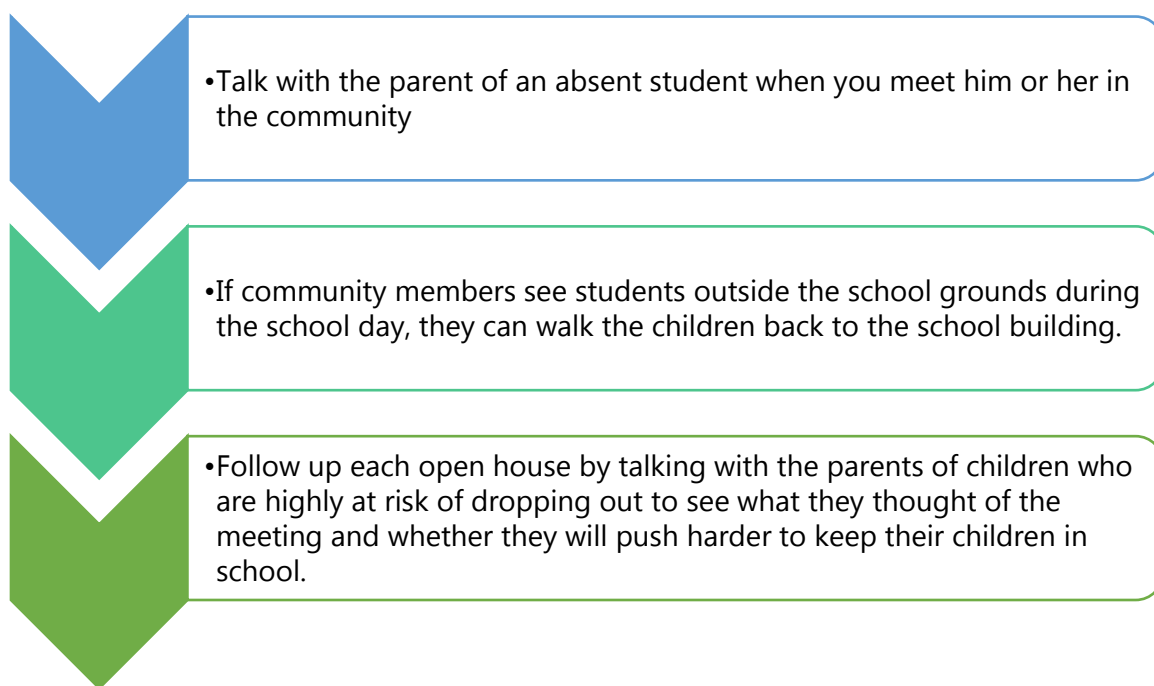 •Talk with the parent of an absent student when you meet him or her in
the community
•If community members see students outside the school grounds during
the school day, they can walk the children back to the school building.
•Follow up each open house by talking with the parents of children who
are highly at risk of dropping out to see what they thought of the
meeting and whether they will push harder to keep their children in
school.